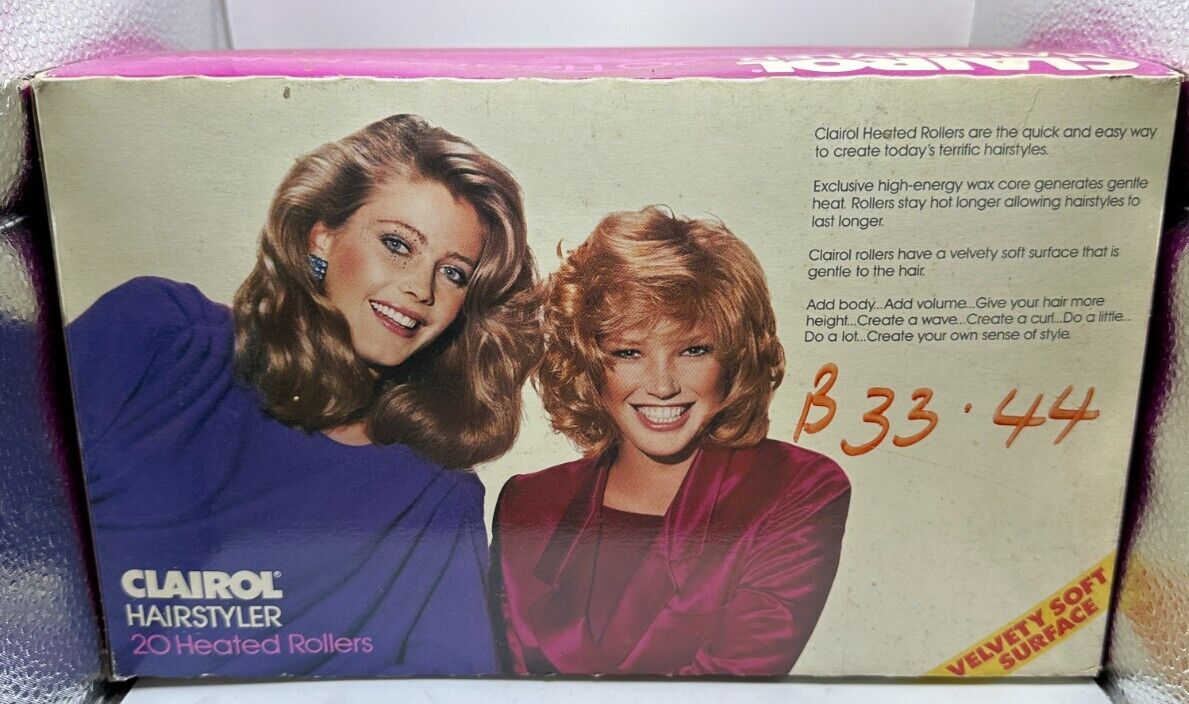 CLAIROL
Clairol Heated Rollers are the quick and easy way
to create today's terrific hairstyles.
Exclusive high-energy wax core generates gentle
heat. Rollers stay hot longer allowing hairstyles to
last longer.
Clairol rollers have a velvety soft surface that is
gentle to the hair.
Add body...Add volume...Give your hair more
height...Create a wave...Create a curl...Do a little...
Do a lot...Create your own sense of style.
B 33.44
CLAIROL®
HAIRSTYLER
20 Heated Rollers
VELVETY SOFT
SURFACE